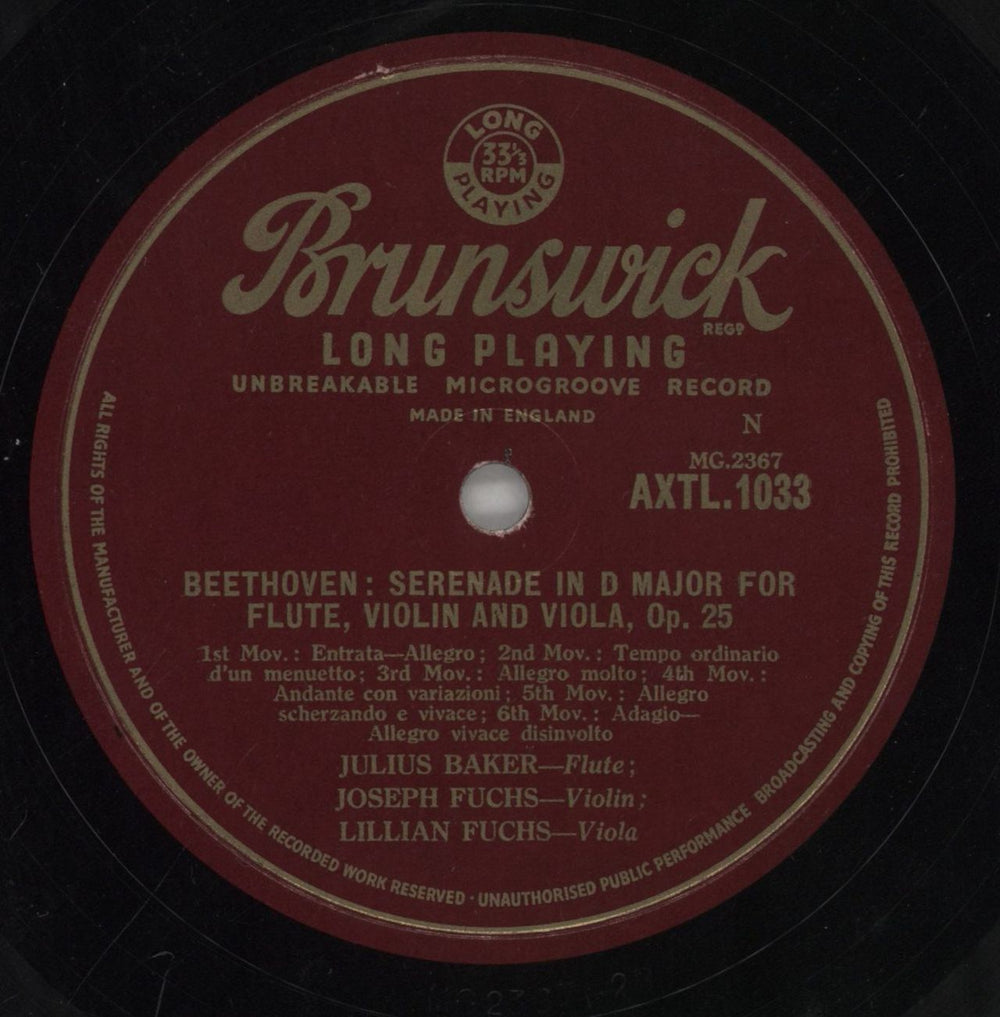 LONG
33⅓
RPM
PLAYING
Brunswick
REGD
LONG PLAYING
UNBREAKABLE MICROGROOVE RECORD
MADE IN ENGLAND
N
MG.2367
AXTL.1033
BEETHOVEN: SERENADE IN D MAJOR FOR
FLUTE, VIOLIN AND VIOLA, Op. 25
1st Mov.: Entrata—Allegro; 2nd Mov.: Tempo ordinario
d'un menuetto; 3rd Mov.: Allegro molto; 4th Mov.:
Andante con variazioni; 5th Mov.: Allegro
scherzando e vivace; 6th Mov.: Adagio—
Allegro vivace disinvolto
JULIUS BAKER—Flute;
JOSEPH FUCHS—Violin;
LILLIAN FUCHS—Viola
ALL RIGHTS OF THE MANUFACTURER AND OF THE OWNER OF THE RECORDED WORK RESERVED · UNAUTHORISED PUBLIC PERFORMANCE BROADCASTING AND COPYING OF THIS RECORD PROHIBITED